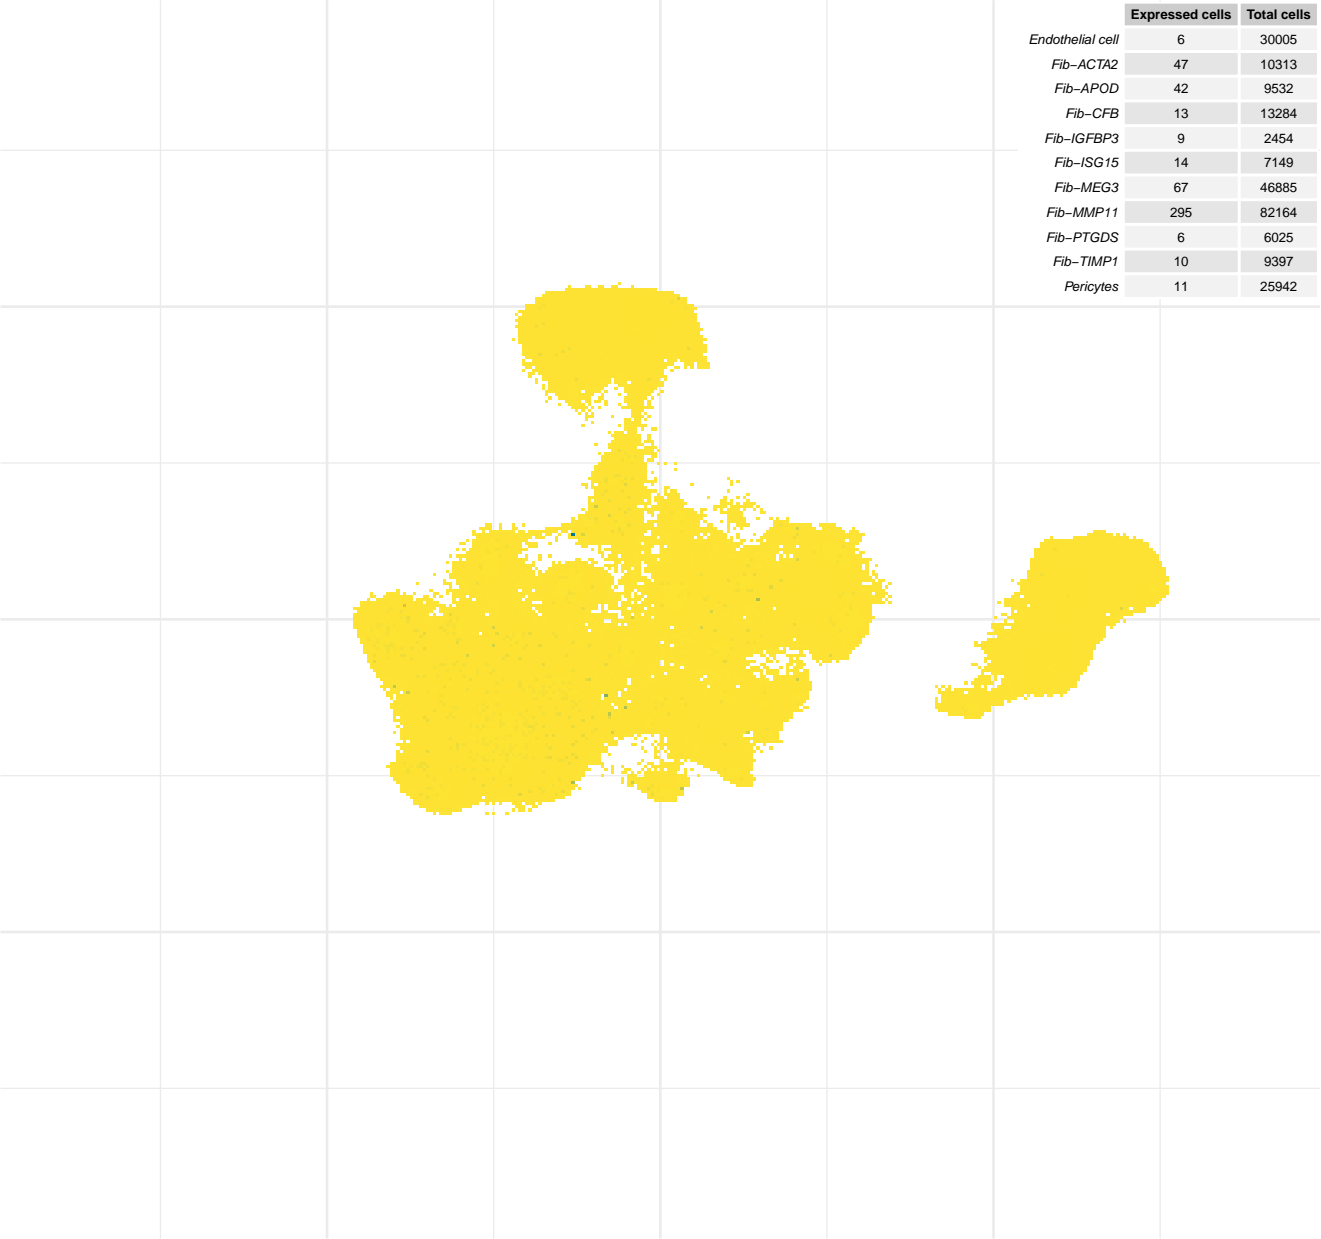 Expressed cells Total cells
Endothelial cell 6 30005
Fib−ACTA2 47 10313
Fib−APOD 42 9532
Fib−CFB 13 13284
Fib−IGFBP3 9 2454
Fib−ISG15 14 7149
Fib−MEG3 67 46885
Fib−MMP11 295 82164
Fib−PTGDS 6 6025
Fib−TIMP1 10 9397
Pericytes 11 25942